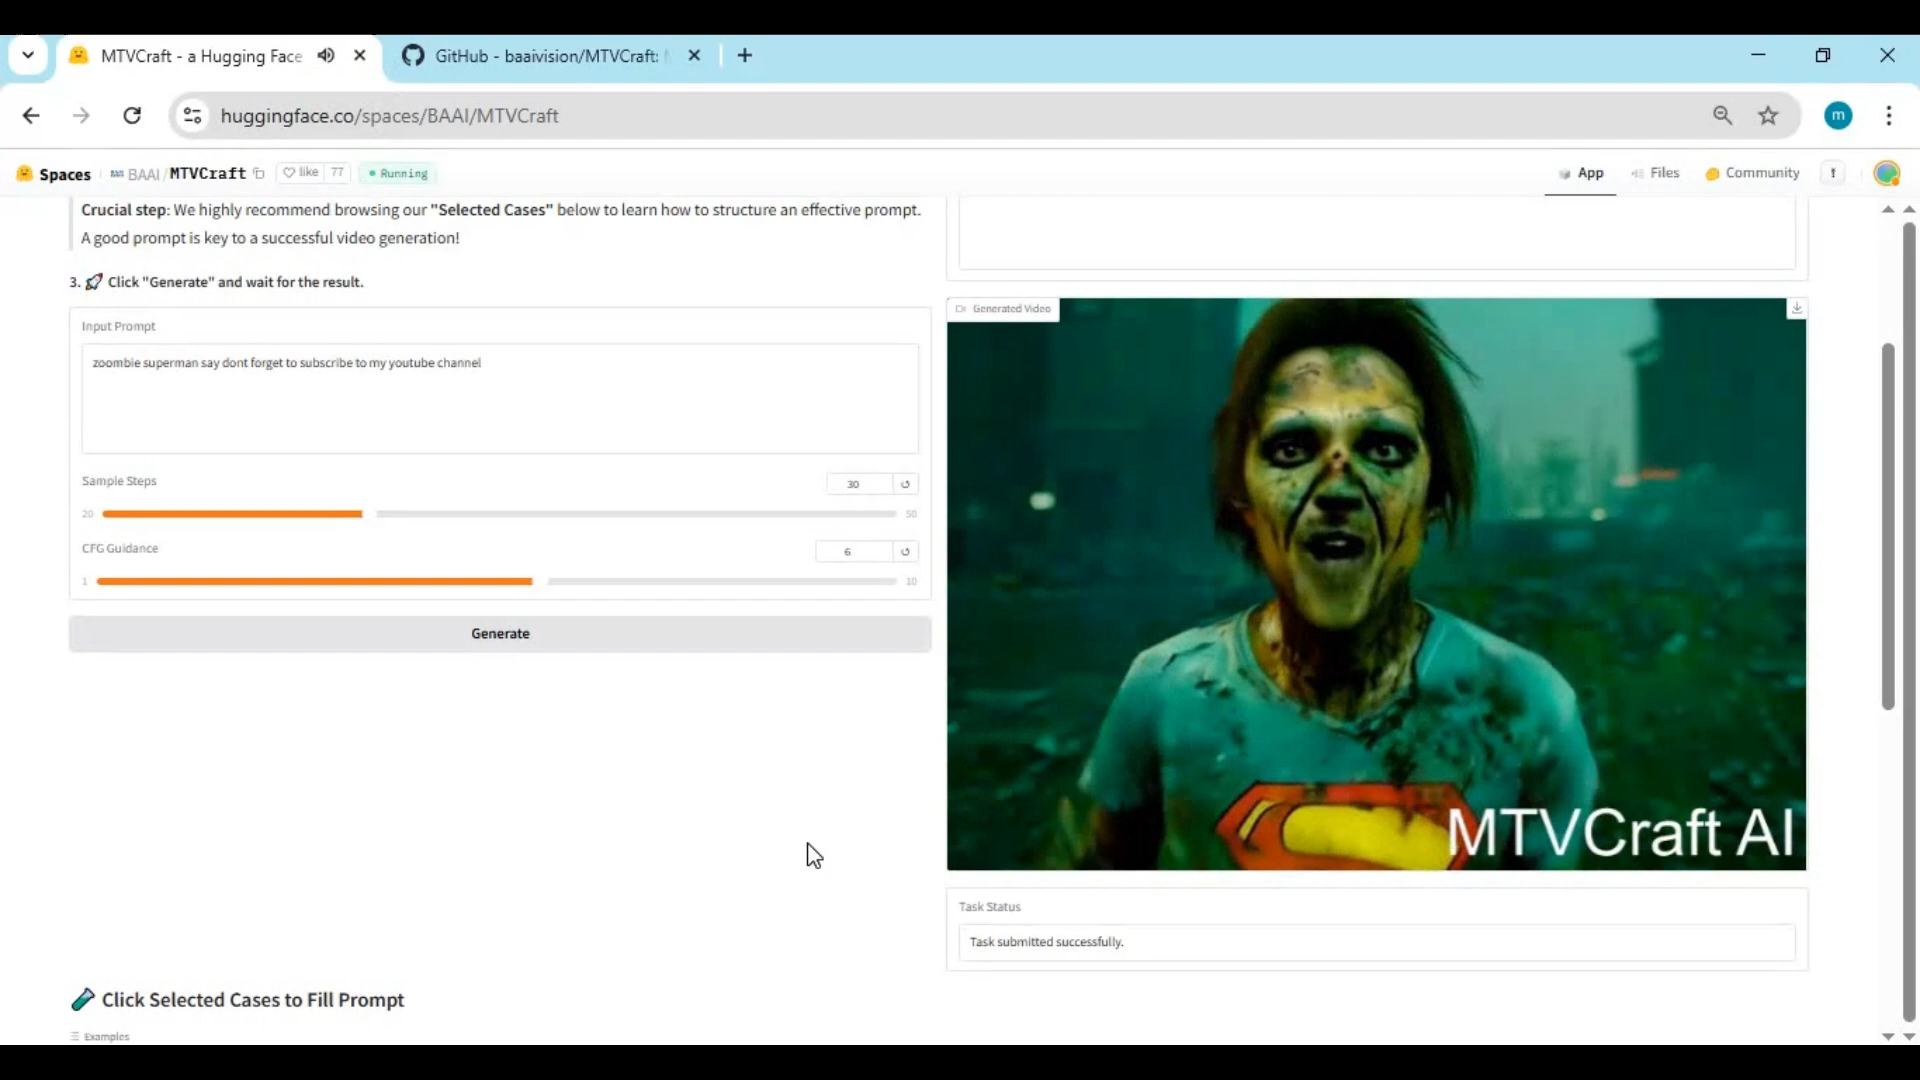 MTVCraft - a Hugging Face
GitHub - baaivision/MTVCraft:
huggingface.co/spaces/BAAI/MTVCraft
m
Spaces
BAAI / MTVCraft
like 77
Running
App
Files
Community
Crucial step: We highly recommend browsing our "Selected Cases" below to learn how to structure an effective prompt.
A good prompt is key to a successful video generation!
3. 🚀 Click "Generate" and wait for the result.
Input Prompt
zoombie superman say dont forget to subscribe to my youtube channel
Sample Steps
30
20
50
CFG Guidance
6
1
10
Generate
Generated Video
MTVCraft AI
Task Status
Task submitted successfully.
🧪 Click Selected Cases to Fill Prompt
Examples